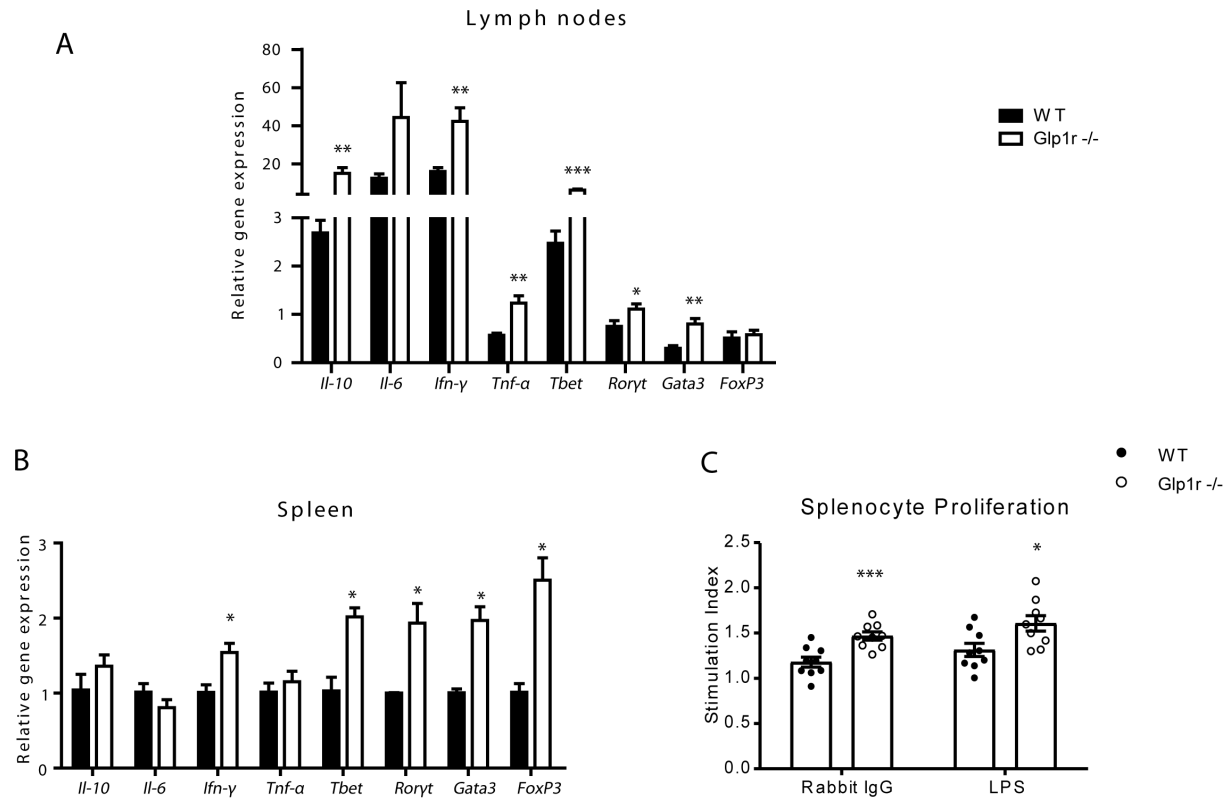 Lymph nodes
A
80
60
40
20
3
2
1
0
Relative gene expression
**
**
**
***
*
**
Il-10 Il-6 Ifn-γ Tnf-α Tbet Rorγt Gata3 FoxP3
WT
Glp1r -/-
B
Spleen
3
2
1
0
Relative gene expression
*
*
*
*
*
Il-10 Il-6 Ifn-γ Tnf-α Tbet Rorγt Gata3 FoxP3
C
WT
Glp1r -/-
Splenocyte Proliferation
2.5
2.0
1.5
1.0
0.5
0.0
Stimulation Index
***
*
Rabbit IgG LPS